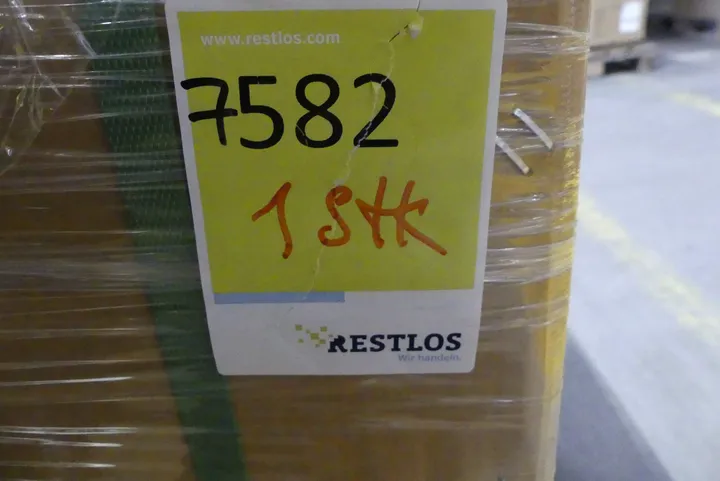 www.restlos.com
7582
1 Stk
RESTLOS
Wir handeln.